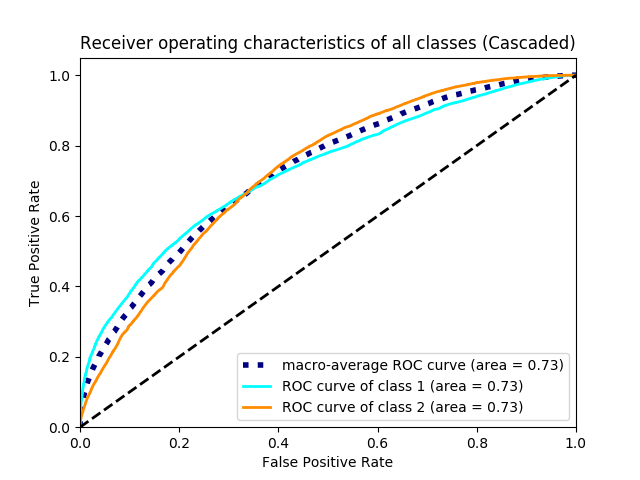 Receiver operating characteristics of all classes (Cascaded)
1.0
0.8
0.6
0.4
0.2
0.0
True Positive Rate
macro-average ROC curve (area = 0.73)
ROC curve of class 1 (area = 0.73)
ROC curve of class 2 (area = 0.73)
0.0 0.2 0.4 0.6 0.8 1.0
False Positive Rate